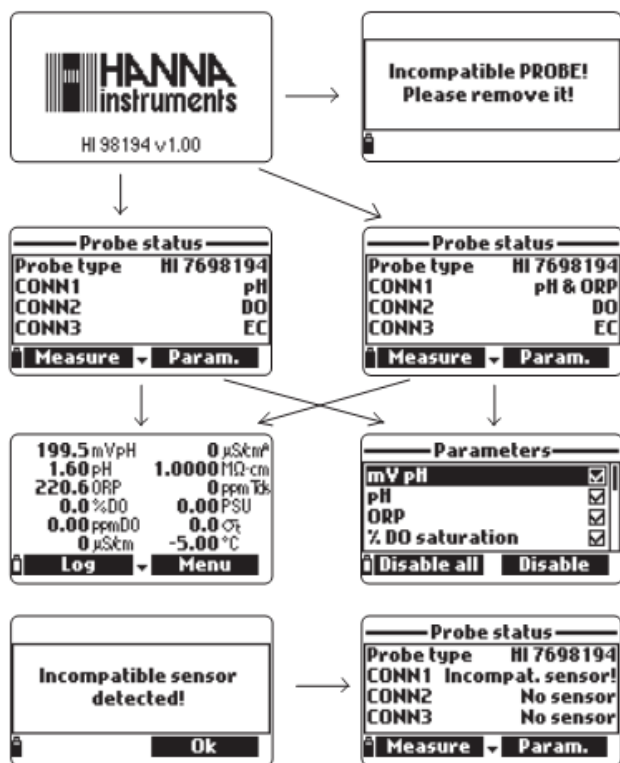 HANNA
instruments
HI 98194 v1.00
Incompatible PROBE!
Please remove it!
Probe status
Probe type HI 7698194
CONN1 pH
CONN2 DO
CONN3 EC
Measure Param.
Probe status
Probe type HI 7698194
CONN1 pH & ORP
CONN2 DO
CONN3 EC
Measure Param.
199.5 mVpH 0 µS/cmᴬ
1.60 pH 1.0000 MΩ-cm
220.6 ORP 0 ppm Tds
0.0 %DO 0.00 PSU
0.00 ppmDO 0.0 σt
0 µS/cm -5.00 °C
Log Menu
Parameters
mV pH
pH
ORP
% DO saturation
Disable all Disable
Incompatible sensor
detected!
Ok
Probe status
Probe type HI 7698194
CONN1 Incompat. sensor!
CONN2 No sensor
CONN3 No sensor
Measure Param.